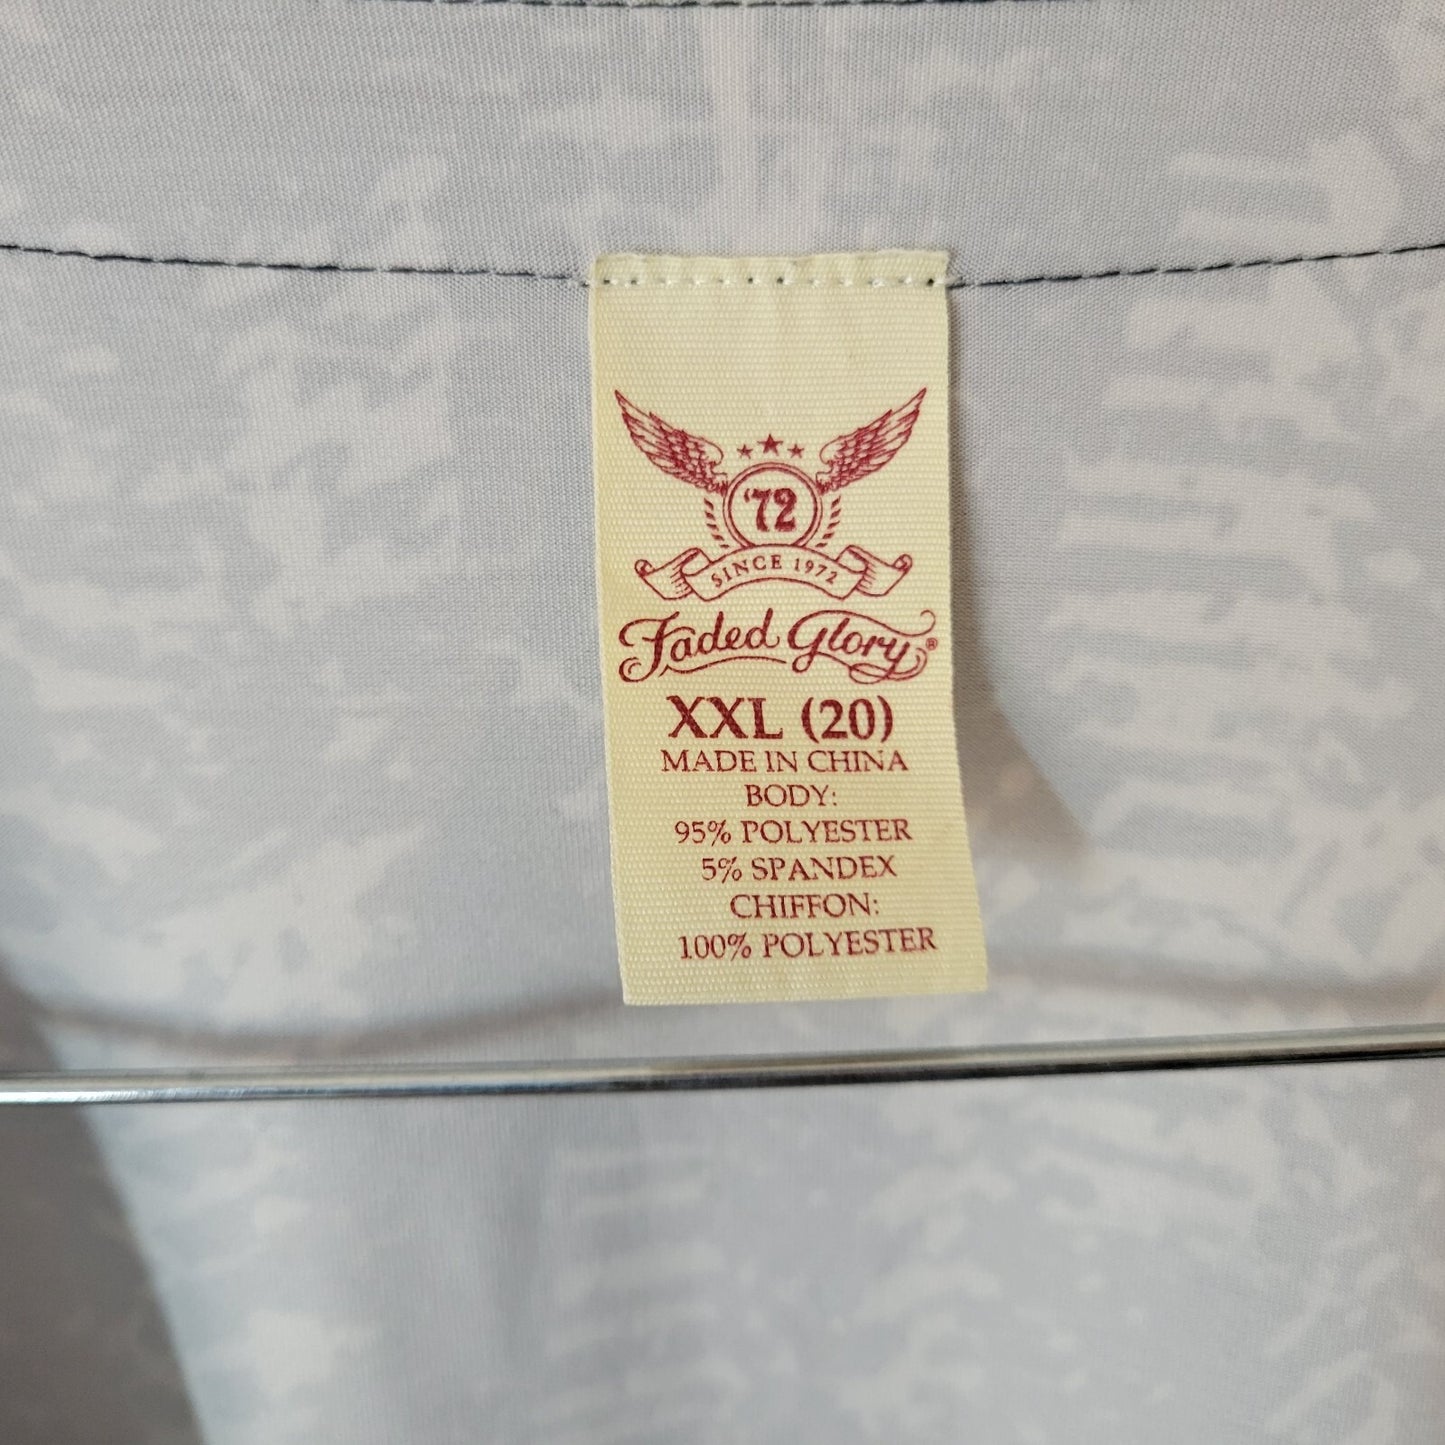 '72
SINCE 1972
Faded Glory®
XXL (20)
MADE IN CHINA
BODY:
95% POLYESTER
5% SPANDEX
CHIFFON:
100% POLYESTER